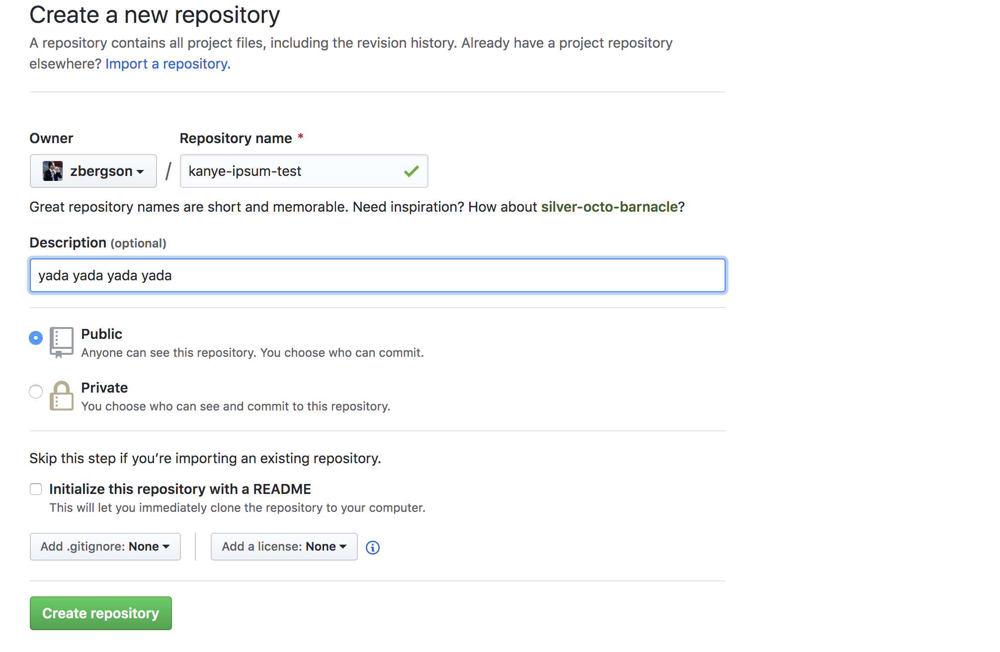 Create a new repository
A repository contains all project files, including the revision history. Already have a project repository
elsewhere? Import a repository.
Owner
Repository name *
zbergson
/
kanye-ipsum-test
Great repository names are short and memorable. Need inspiration? How about silver-octo-barnacle?
Description (optional)
yada yada yada yada
Public
Anyone can see this repository. You choose who can commit.
Private
You choose who can see and commit to this repository.
Skip this step if you’re importing an existing repository.
Initialize this repository with a README
This will let you immediately clone the repository to your computer.
Add .gitignore: None
Add a license: None
Create repository